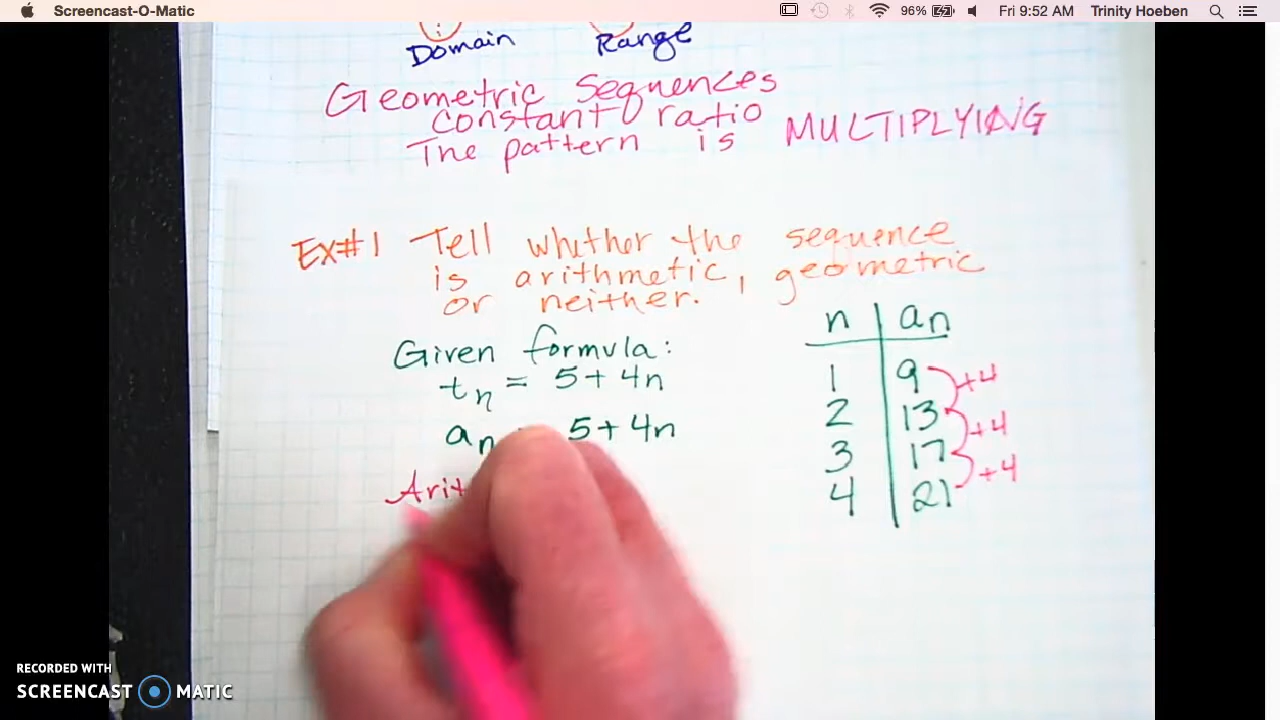 Screencast-O-Matic
96%
Fri 9:52 AM
Trinity Hoeben
Domain Range
Geometric Sequences
constant ratio
The pattern is MULTIPLYING
Ex#1 Tell whether the sequence
is arithmetic, geometric
or neither.
Given formula:
tn = 5+4n
an 5+4n
Arit
n an
1 9 +4
2 13 +4
3 17 +4
4 21
RECORDED WITH
SCREENCAST MATIC